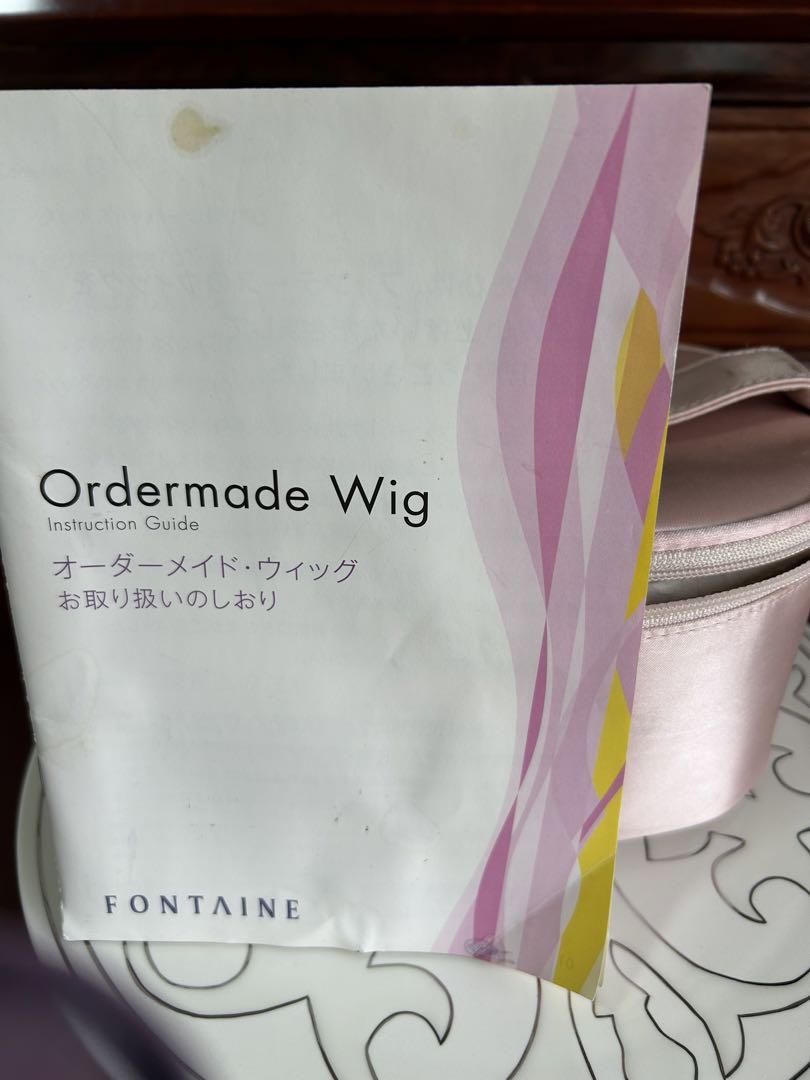 Ordermade Wig
Instruction Guide
オーダーメイド・ウィッグ
お取り扱いのしおり
FONTAINE